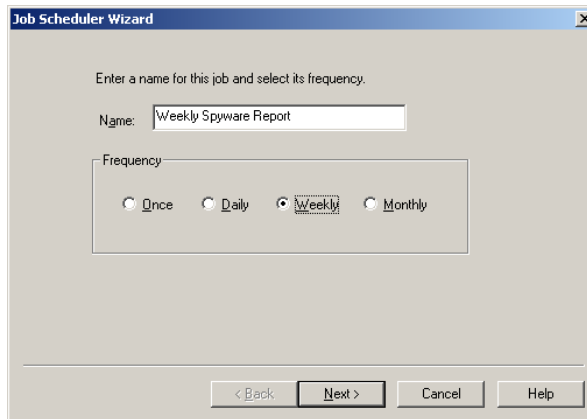 Job Scheduler Wizard
Enter a name for this job and select its frequency.
Name: Weekly Spyware Report
Frequency
Once Daily Weekly Monthly
< Back Next > Cancel Help